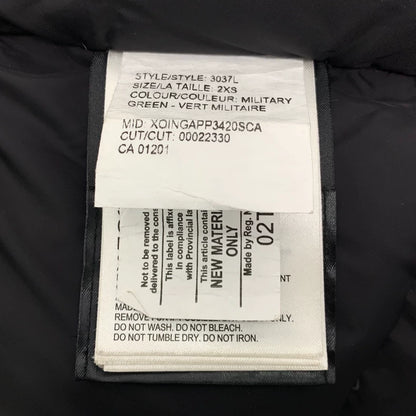 STYLE/STYLE: 3037L
SIZE/LA TAILLE: 2XS
COLOUR/COULEUR: MILITARY
GREEN - VERT MILITAIRE
MID: XOINGAPP3420SCA
CUT/CUT: 00022330
CA 01201
Not to be removed
delivered to the cons
This label is affixe
in compliance
with Provincial la
This article contain
NEW MATERI
ONLY
Made by Reg. N
02T
DO NOT WASH. DO NOT BLEACH.
DO NOT TUMBLE DRY. DO NOT IRON.